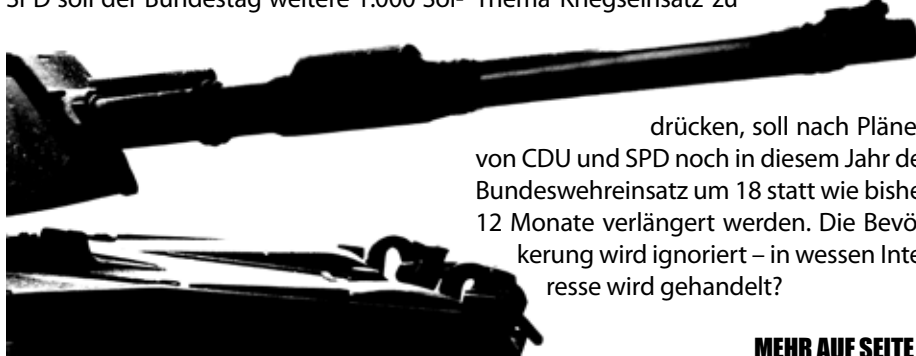 SPD soll der Bundestag weitere 1.000 Sol-
Thema Kriegseinsatz zu
drücken, soll nach Pläne
von CDU und SPD noch in diesem Jahr de
Bundeswehreinsatz um 18 statt wie bishe
12 Monate verlängert werden. Die Bevö
kerung wird ignoriert – in wessen Inte
resse wird gehandelt?
MEHR AUF SEITE